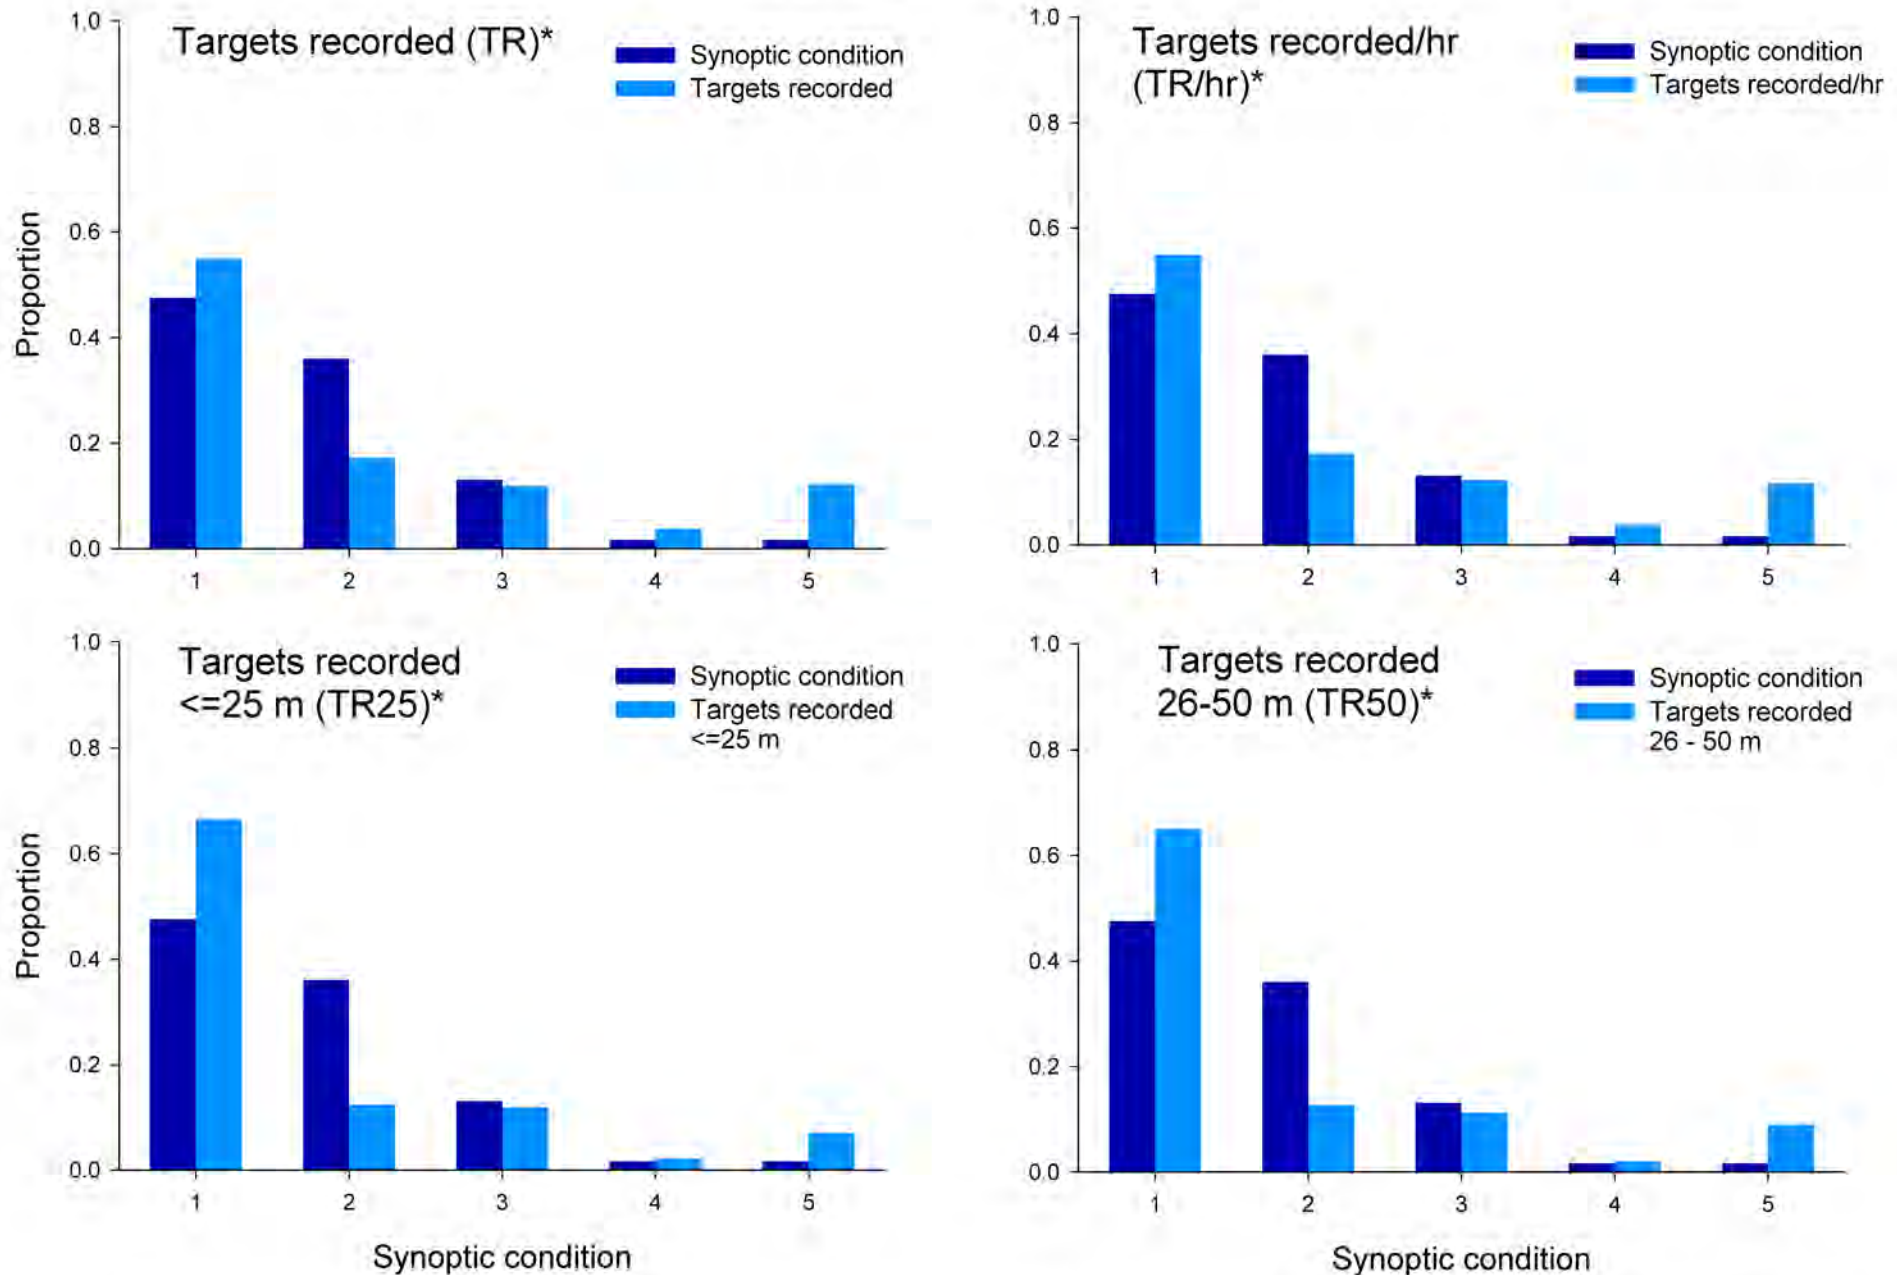 Targets recorded (TR)*
Synoptic condition
Targets recorded
Proportion
1.0
0.8
0.6
0.4
0.2
0.0
1 2 3 4 5
Targets recorded/hr
(TR/hr)*
Synoptic condition
Targets recorded/hr
1.0
0.8
0.6
0.4
0.2
0.0
1 2 3 4 5
Targets recorded
<=25 m (TR25)*
Synoptic condition
Targets recorded
<=25 m
Proportion
1.0
0.8
0.6
0.4
0.2
0.0
1 2 3 4 5
Synoptic condition
Targets recorded
26-50 m (TR50)*
Synoptic condition
Targets recorded
26 - 50 m
1.0
0.8
0.6
0.4
0.2
0.0
1 2 3 4 5
Synoptic condition